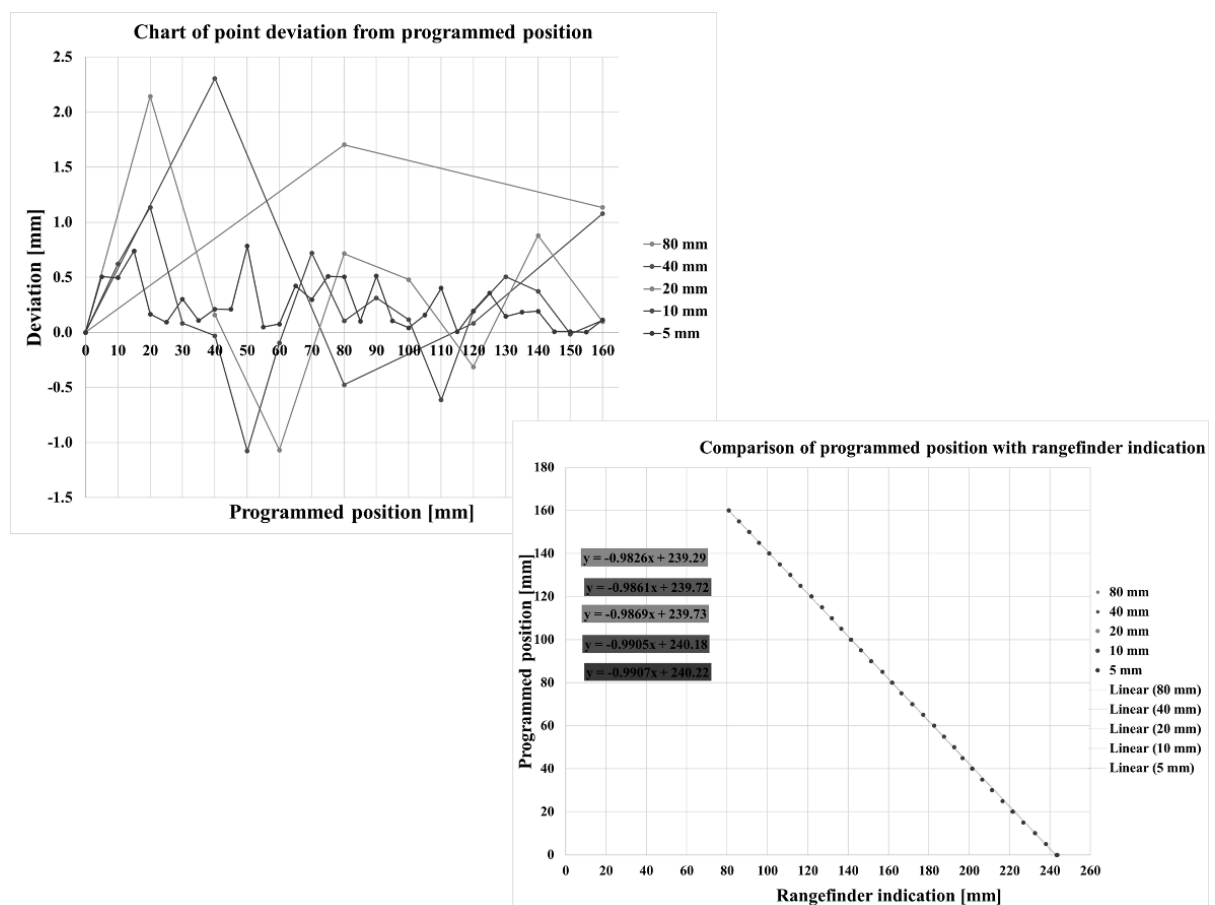 Chart of point deviation from programmed position
Deviation [mm]
2.5
2.0
1.5
1.0
0.5
0.0
-0.5
-1.0
-1.5
0 10 20 30 40 50 60 70 80 90 100 110 120 130 140 150 160
Programmed position [mm]
80 mm
40 mm
20 mm
10 mm
5 mm
Comparison of programmed position with rangefinder indication
Programmed position [mm]
180
160
140
120
100
80
60
40
20
0
y = -0.9826x + 239.29
y = -0.9861x + 239.72
y = -0.9869x + 239.73
y = -0.9905x + 240.18
y = -0.9907x + 240.22
0 20 40 60 80 100 120 140 160 180 200 220 240 260
Rangefinder indication [mm]
80 mm
40 mm
20 mm
10 mm
5 mm
Linear (80 mm)
Linear (40 mm)
Linear (20 mm)
Linear (10 mm)
Linear (5 mm)